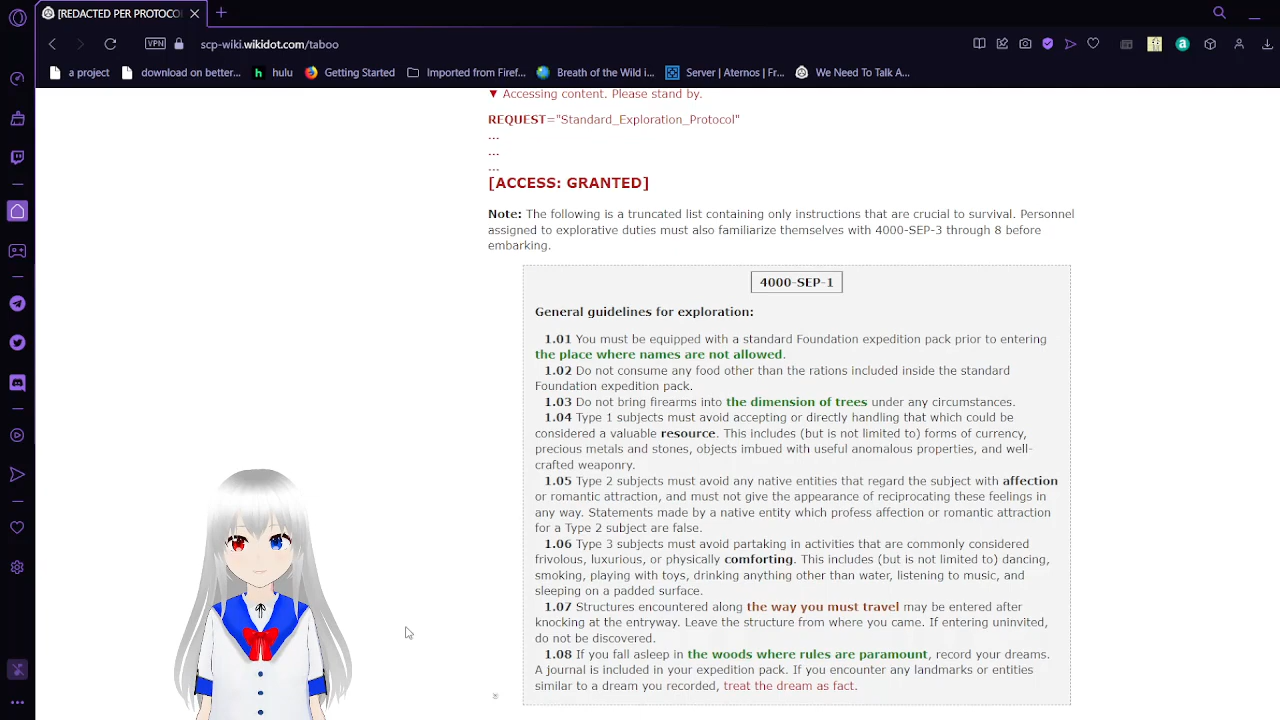 [REDACTED PER PROTOCO
scp-wiki.wikidot.com/taboo
VPN
a project
download on better...
h hulu
Getting Started
Imported from Firef...
Breath of the Wild i...
Server | Aternos | Fr...
We Need To Talk A...
▼ Accessing content. Please stand by.
REQUEST="Standard_Exploration_Protocol"
...
...
...
[ACCESS: GRANTED]
Note: The following is a truncated list containing only instructions that are crucial to survival. Personnel
assigned to explorative duties must also familiarize themselves with 4000-SEP-3 through 8 before
embarking.
4000-SEP-1
General guidelines for exploration:
1.01 You must be equipped with a standard Foundation expedition pack prior to entering
the place where names are not allowed.
1.02 Do not consume any food other than the rations included inside the standard
Foundation expedition pack.
1.03 Do not bring firearms into the dimension of trees under any circumstances.
1.04 Type 1 subjects must avoid accepting or directly handling that which could be
considered a valuable resource. This includes (but is not limited to) forms of currency,
precious metals and stones, objects imbued with useful anomalous properties, and well-
crafted weaponry.
1.05 Type 2 subjects must avoid any native entities that regard the subject with affection
or romantic attraction, and must not give the appearance of reciprocating these feelings in
any way. Statements made by a native entity which profess affection or romantic attraction
for a Type 2 subject are false.
1.06 Type 3 subjects must avoid partaking in activities that are commonly considered
frivolous, luxurious, or physically comforting. This includes (but is not limited to) dancing,
smoking, playing with toys, drinking anything other than water, listening to music, and
sleeping on a padded surface.
1.07 Structures encountered along the way you must travel may be entered after
knocking at the entryway. Leave the structure from where you came. If entering uninvited,
do not be discovered.
1.08 If you fall asleep in the woods where rules are paramount, record your dreams.
A journal is included in your expedition pack. If you encounter any landmarks or entities
similar to a dream you recorded, treat the dream as fact.